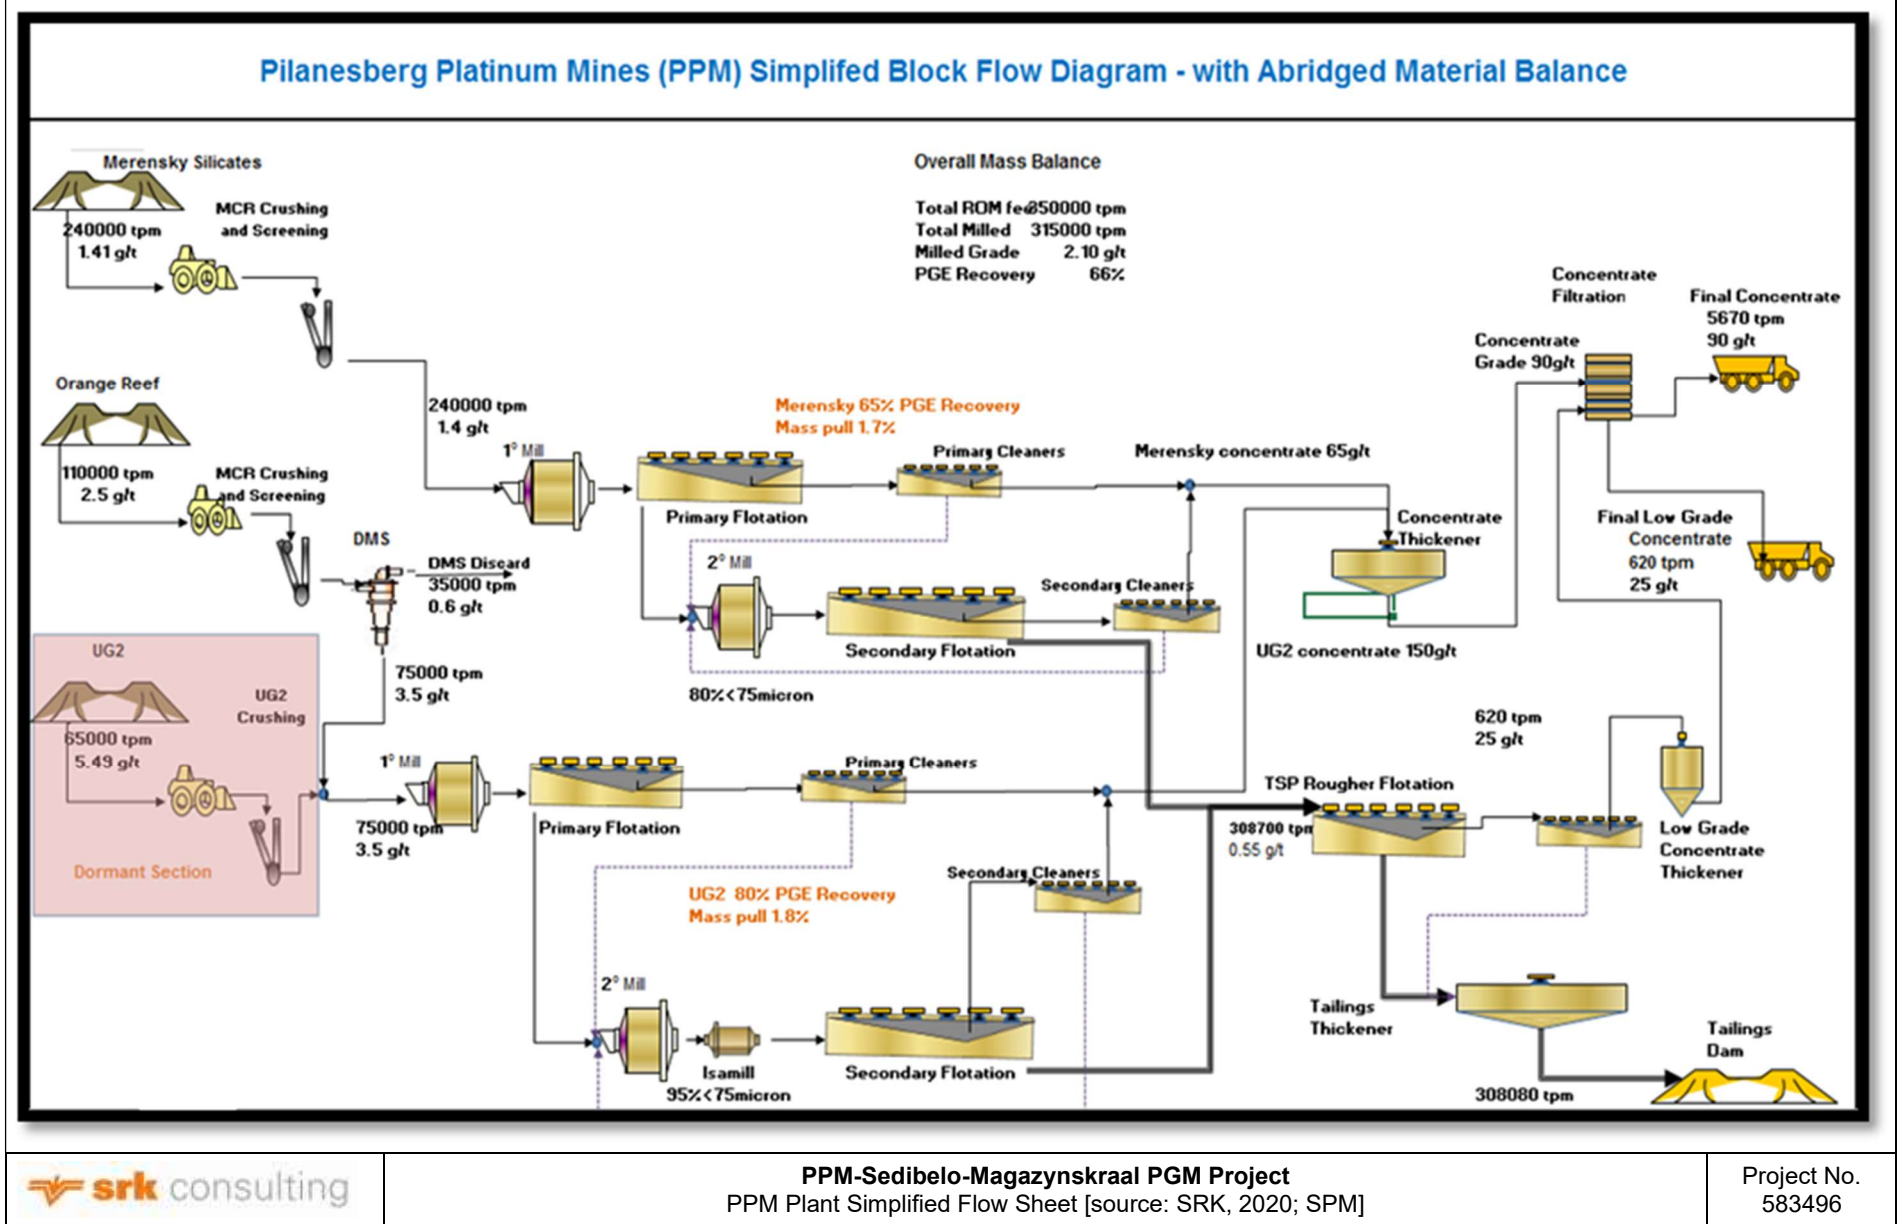 Pilanesberg Platinum Mines (PPM) Simplifed Block Flow Diagram - with Abridged Material Balance
Merensky Silicates
240000 tpm
1.41 g/t
MCR Crushing
and Screening
Overall Mass Balance
Total ROM fee 350000 tpm
Total Milled 315000 tpm
Milled Grade 2.10 g/t
PGE Recovery 66%
Concentrate
Filtration
Final Concentrate
5670 tpm
90 g/t
Concentrate
Grade 90g/t
Orange Reef
110000 tpm
2.5 g/t
MCR Crushing
and Screening
240000 tpm
1.4 g/t
Merensky 65% PGE Recovery
Mass pull 1.7%
1° Mill
Primary Flotation
Primary Cleaners
Merensky concentrate 65g/t
Concentrate
Thickener
Final Low Grade
Concentrate
620 tpm
25 g/t
DMS
DMS Discard
35000 tpm
0.6 g/t
2° Mill
Secondary Cleaners
Secondary Flotation
80%<75micron
UG2 concentrate 150g/t
75000 tpm
3.5 g/t
UG2
UG2
Crushing
65000 tpm
5.49 g/t
Dormant Section
1° Mill
75000 tpm
3.5 g/t
Primary Flotation
Primary Cleaners
620 tpm
25 g/t
TSP Rougher Flotation
308700 tpm
0.55 g/t
Low Grade
Concentrate
Thickener
UG2 80% PGE Recovery
Mass pull 1.8%
Secondary Cleaners
2° Mill
Isamill
95%<75micron
Secondary Flotation
Tailings
Thickener
Tailings
Dam
308080 tpm
srk consulting
PPM-Sedibelo-Magazynskraal PGM Project
PPM Plant Simplified Flow Sheet [source: SRK, 2020; SPM]
Project No.
583496